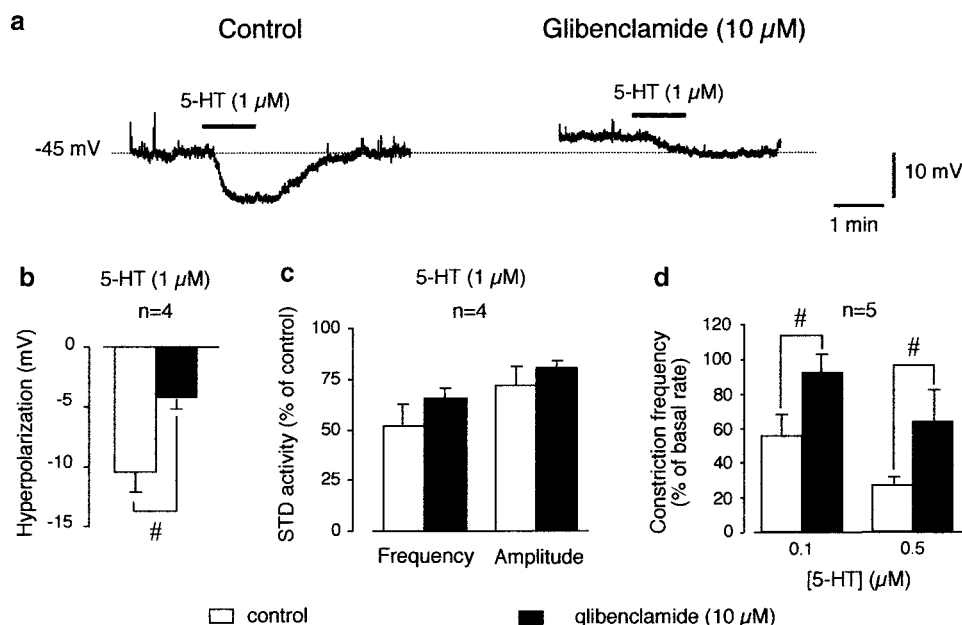 a
Control
Glibenclamide (10 µM)
5-HT (1 µM)
5-HT (1 µM)
-45 mV
10 mV
1 min
b
5-HT (1 µM)
n=4
Hyperpolarization (mV)
0
-5
-10
-15
#
c
5-HT (1 µM)
n=4
STD activity (% of control)
100
75
50
25
0
Frequency
Amplitude
d
n=5
Constriction frequency
(% of basal rate)
120
100
80
60
40
20
0
#
#
0.1
0.5
[5-HT] (µM)
control
glibenclamide (10 µM)